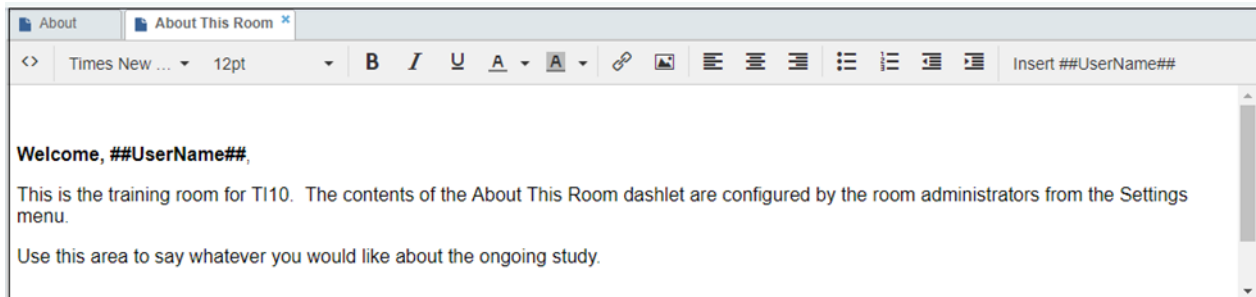 About About This Room ×
Times New ... 12pt B I U A A Insert ##UserName##
Welcome, ##UserName##,
This is the training room for TI10. The contents of the About This Room dashlet are configured by the room administrators from the Settings
menu.
Use this area to say whatever you would like about the ongoing study.